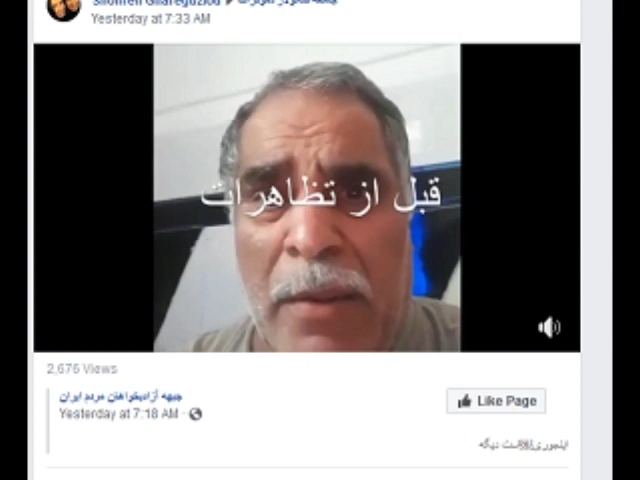 Yesterday at 7:33 AM
قبل از تظاهرات
2,676 Views
جبهه آزادیخواهان مردم ایران
Like Page
Yesterday at 7:18 AM
دیگه